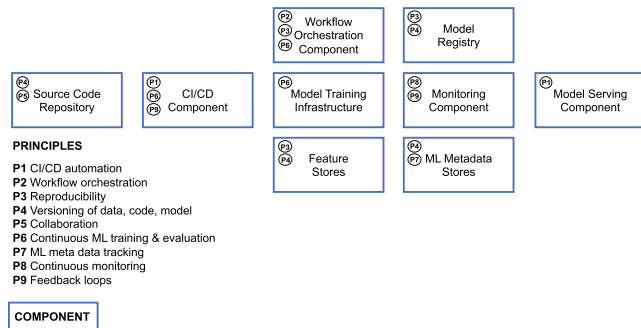 P2
P3
P6
Workflow
Orchestration
Component
P3
P4
Model
Registry
P4
P5
Source Code
Repository
P1
P6
P9
CI/CD
Component
P6
Model Training
Infrastructure
P8
P9
Monitoring
Component
P1
Model Serving
Component
P3
P4
Feature
Stores
P4
P7
ML Metadata
Stores
PRINCIPLES
P1 CI/CD automation
P2 Workflow orchestration
P3 Reproducibility
P4 Versioning of data, code, model
P5 Collaboration
P6 Continuous ML training & evaluation
P7 ML meta data tracking
P8 Continuous monitoring
P9 Feedback loops
COMPONENT